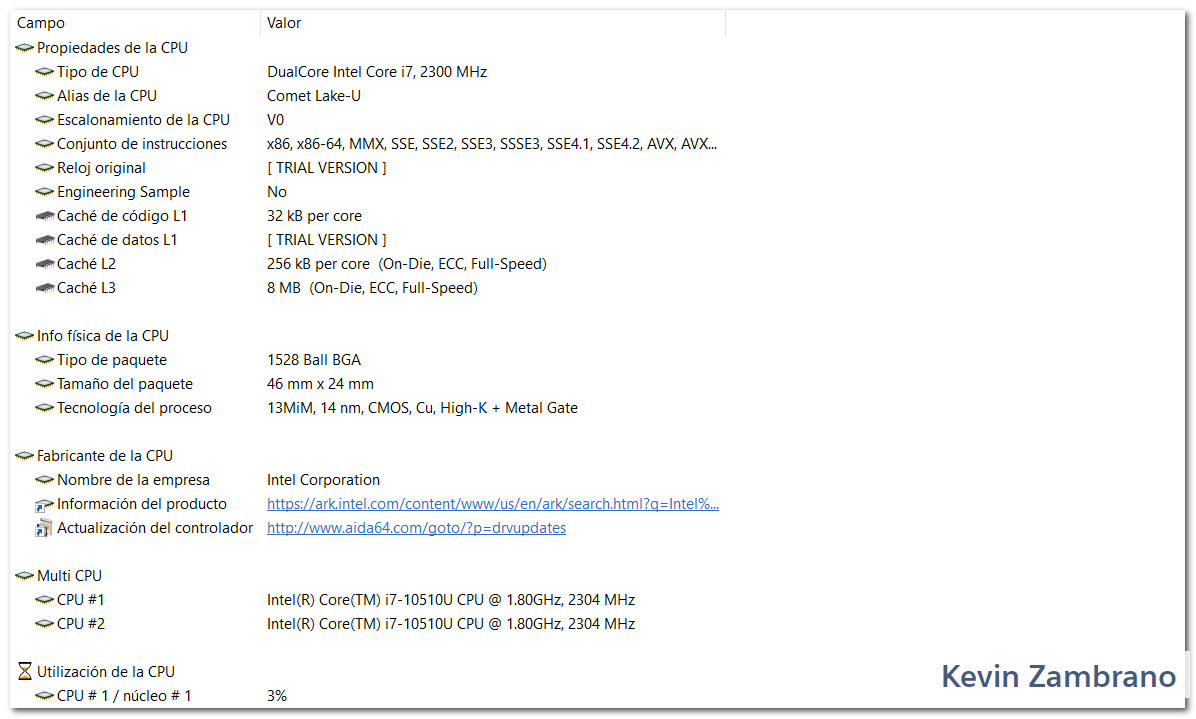 Campo Valor
Propiedades de la CPU
Tipo de CPU DualCore Intel Core i7, 2300 MHz
Alias de la CPU Comet Lake-U
Escalonamiento de la CPU V0
Conjunto de instrucciones x86, x86-64, MMX, SSE, SSE2, SSE3, SSSE3, SSE4.1, SSE4.2, AVX, AVX...
Reloj original [ TRIAL VERSION ]
Engineering Sample No
Caché de código L1 32 kB per core
Caché de datos L1 [ TRIAL VERSION ]
Caché L2 256 kB per core (On-Die, ECC, Full-Speed)
Caché L3 8 MB (On-Die, ECC, Full-Speed)
Info física de la CPU
Tipo de paquete 1528 Ball BGA
Tamaño del paquete 46 mm x 24 mm
Tecnología del proceso 13MiM, 14 nm, CMOS, Cu, High-K + Metal Gate
Fabricante de la CPU
Nombre de la empresa Intel Corporation
Información del producto https://ark.intel.com/content/www/us/en/ark/search.html?q=Intel%...
Actualización del controlador http://www.aida64.com/goto/?p=drvupdates
Multi CPU
CPU #1 Intel(R) Core(TM) i7-10510U CPU @ 1.80GHz, 2304 MHz
CPU #2 Intel(R) Core(TM) i7-10510U CPU @ 1.80GHz, 2304 MHz
Utilización de la CPU
CPU # 1 / núcleo # 1 3%
Kevin Zambrano